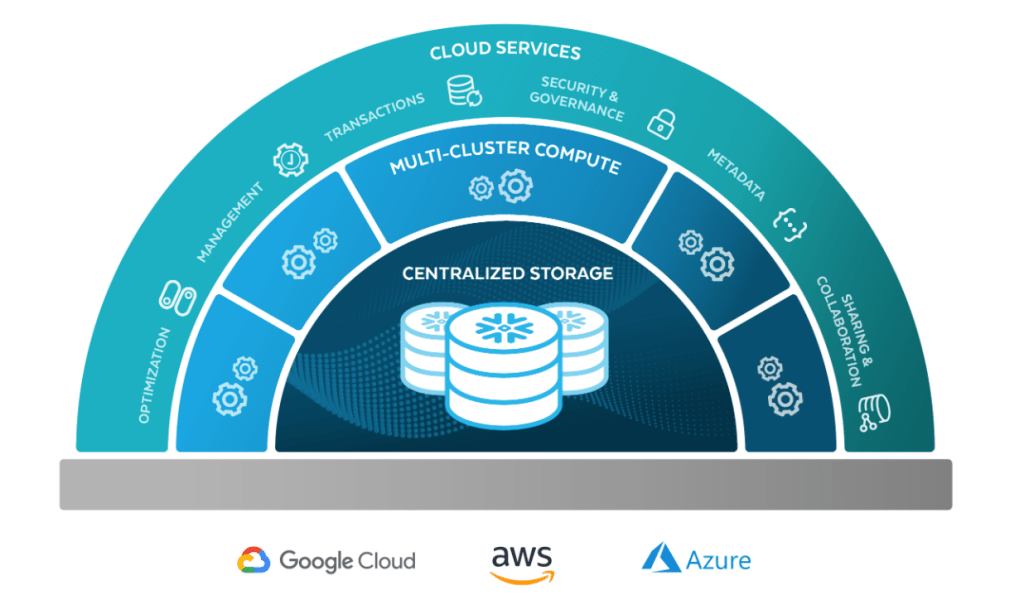 CLOUD SERVICES
OPTIMIZATION
MANAGEMENT
TRANSACTIONS
SECURITY &
GOVERNANCE
METADATA
SHARING &
COLLABORATION
MULTI-CLUSTER COMPUTE
CENTRALIZED STORAGE
Google Cloud
aws
Azure